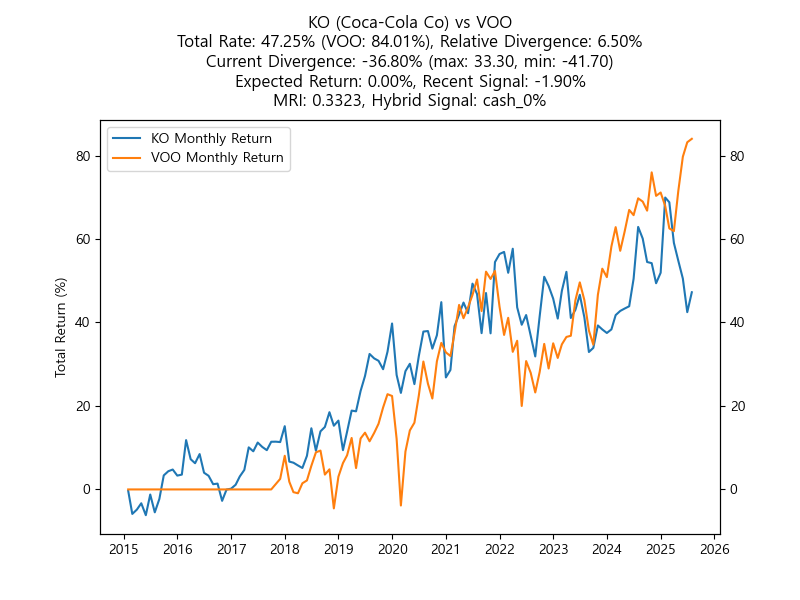 KO (Coca-Cola Co) vs VOO
Total Rate: 47.25% (VOO: 84.01%), Relative Divergence: 6.50%
Current Divergence: -36.80% (max: 33.30, min: -41.70)
Expected Return: 0.00%, Recent Signal: -1.90%
MRI: 0.3323, Hybrid Signal: cash_0%
KO Monthly Return
VOO Monthly Return
Total Return (%)
80
60
40
20
0
80
60
40
20
0
2015 2016 2017 2018 2019 2020 2021 2022 2023 2024 2025 2026